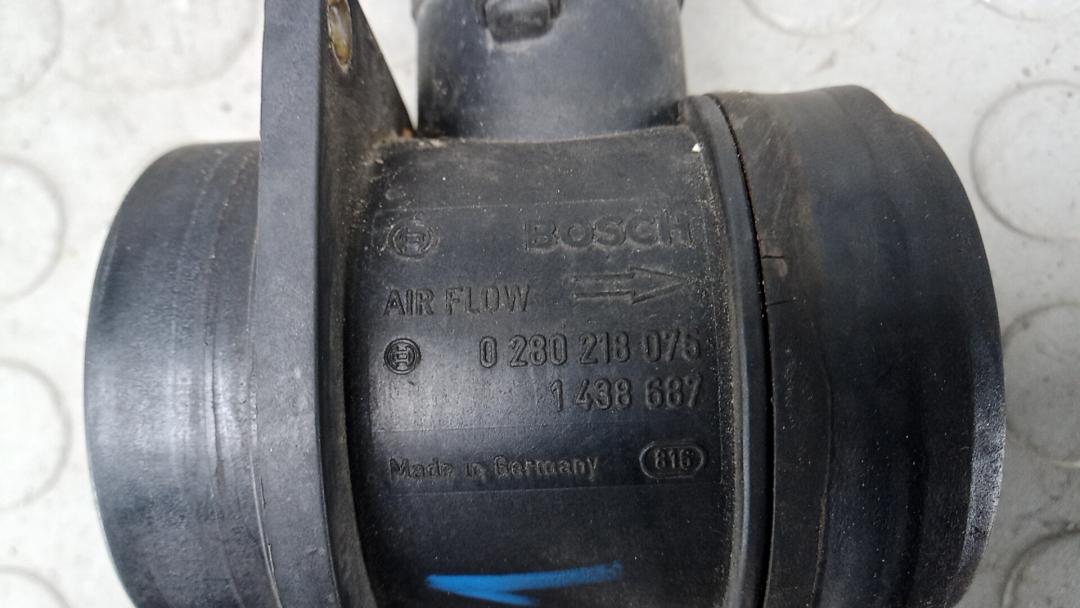 BOSCH
AIR FLOW
0 280 218 075
1 438 687
Made in Germany 816